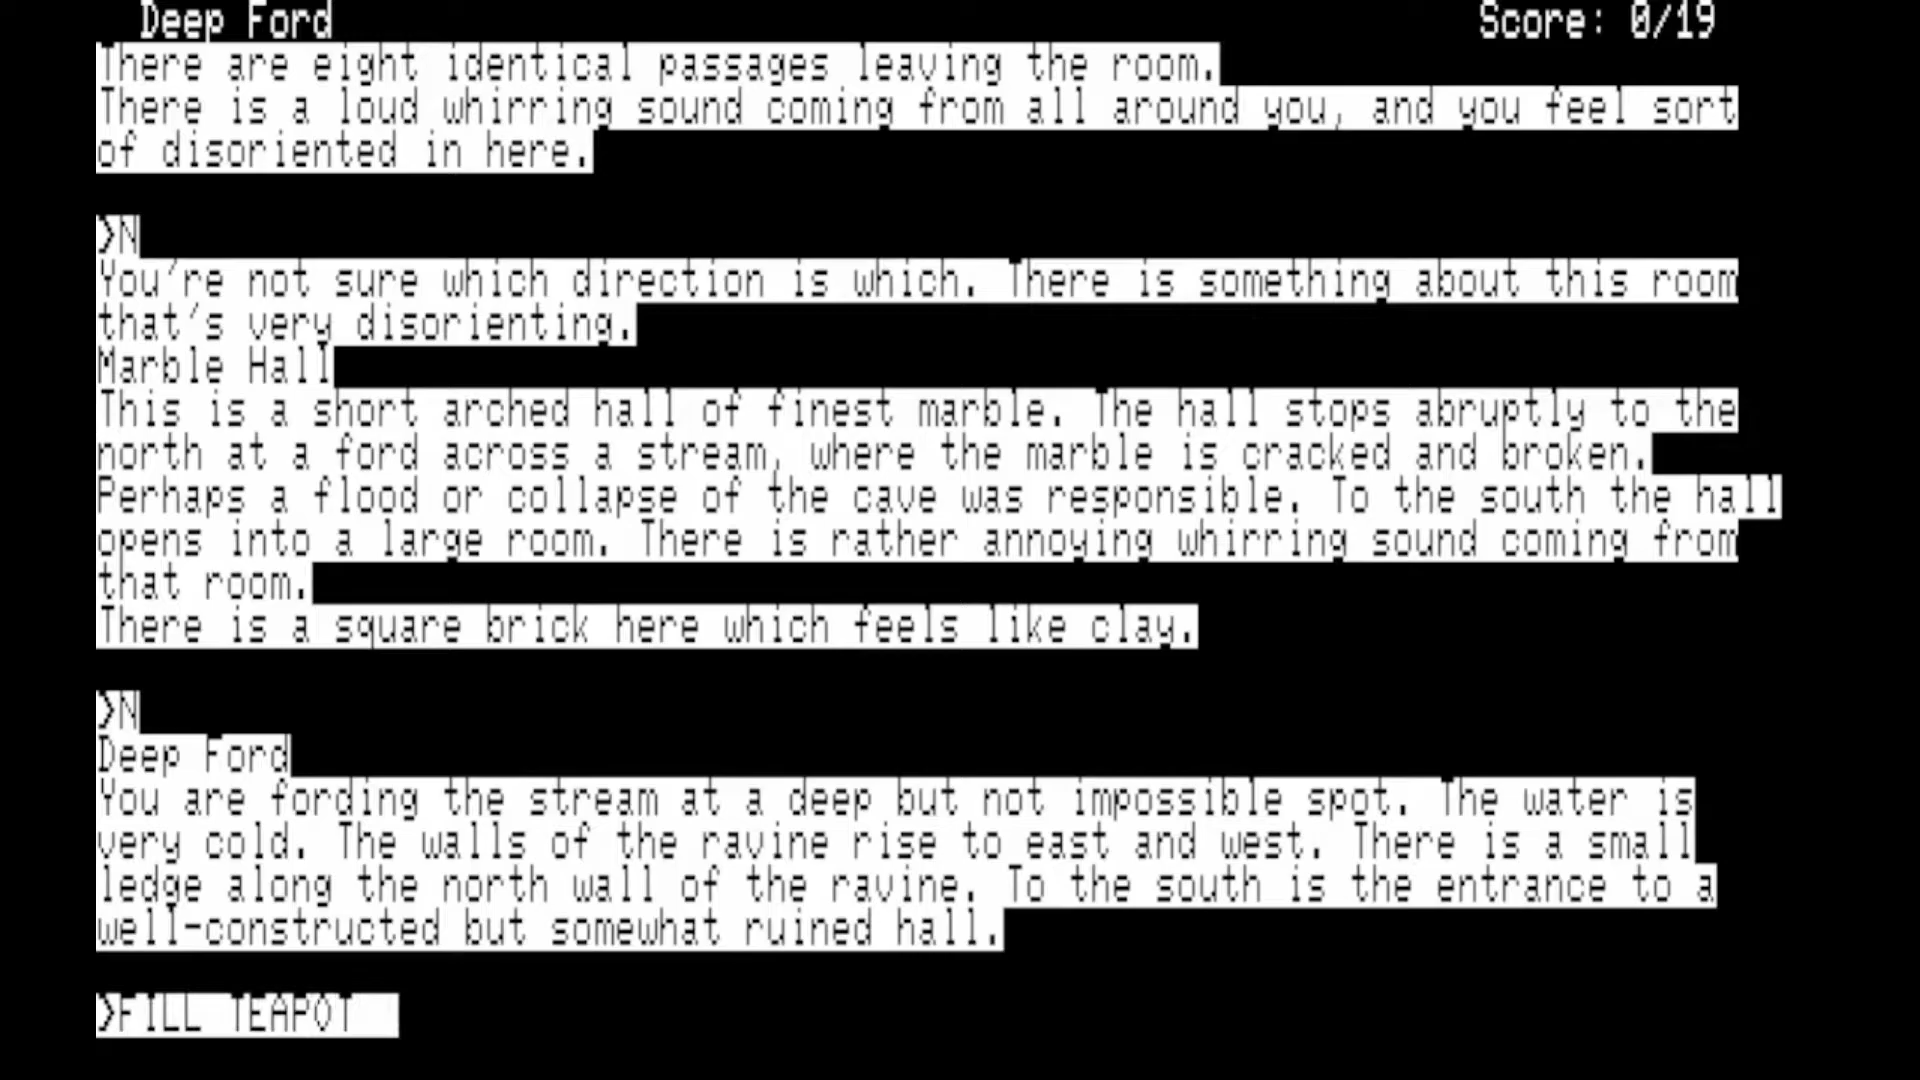 Deep Ford Score: 0/19
There are eight identical passages leaving the room.
There is a loud whirring sound coming from all around you, and you feel sort
of disoriented in here.
>N
You're not sure which direction is which. There is something about this room
that's very disorienting.
Marble Hall
This is a short arched hall of finest marble. The hall stops abruptly to the
north at a ford across a stream, where the marble is cracked and broken.
Perhaps a flood or collapse of the cave was responsible. To the south the hall
opens into a large room. There is rather annoying whirring sound coming from
that room.
There is a square brick here which feels like clay.
>N
Deep Ford
You are fording the stream at a deep but not impossible spot. The water is
very cold. The walls of the ravine rise to east and west. There is a small
ledge along the north wall of the ravine. To the south is the entrance to a
well-constructed but somewhat ruined hall.
>FILL TEAPOT